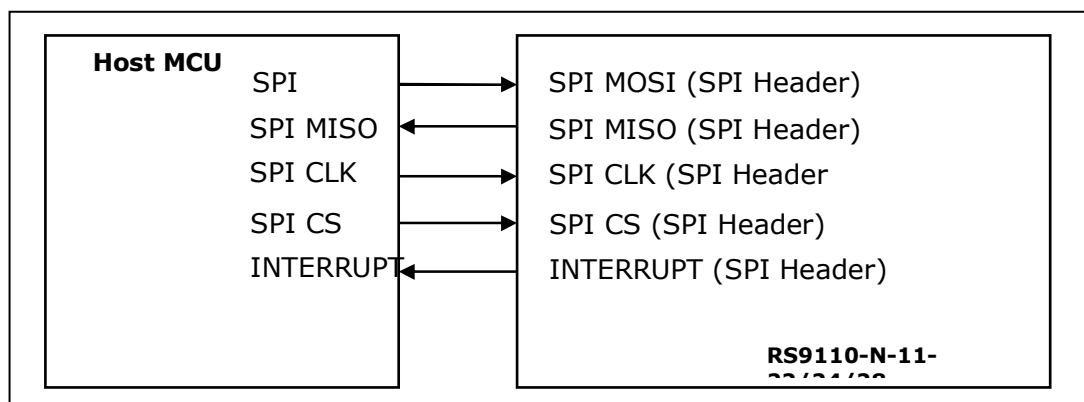 Host MCU
SPI
SPI MOSI (SPI Header)
SPI MISO
SPI MISO (SPI Header)
SPI CLK
SPI CLK (SPI Header
SPI CS
SPI CS (SPI Header)
INTERRUPT
INTERRUPT (SPI Header)
RS9110-N-11-